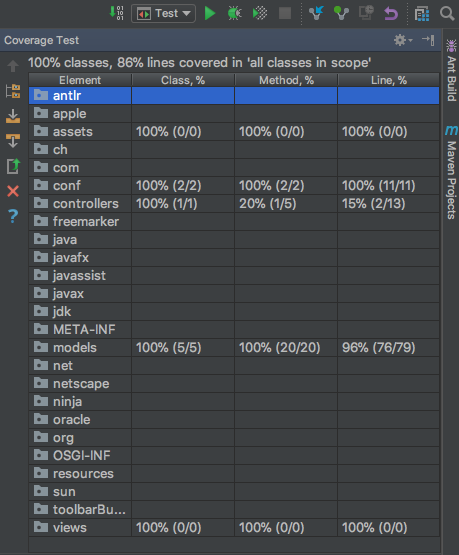 Test
Coverage Test
100% classes, 86% lines covered in 'all classes in scope'
Element Class, % Method, % Line, %
antlr
apple
assets 100% (0/0) 100% (0/0) 100% (0/0)
ch
com
conf 100% (2/2) 100% (2/2) 100% (11/11)
controllers 100% (1/1) 20% (1/5) 15% (2/13)
freemarker
java
javafx
javassist
javax
jdk
META-INF
models 100% (5/5) 100% (20/20) 96% (76/79)
net
netscape
ninja
oracle
org
OSGI-INF
resources
sun
toolbarBu...
views 100% (0/0) 100% (0/0) 100% (0/0)
Ant Build
m Maven Projects